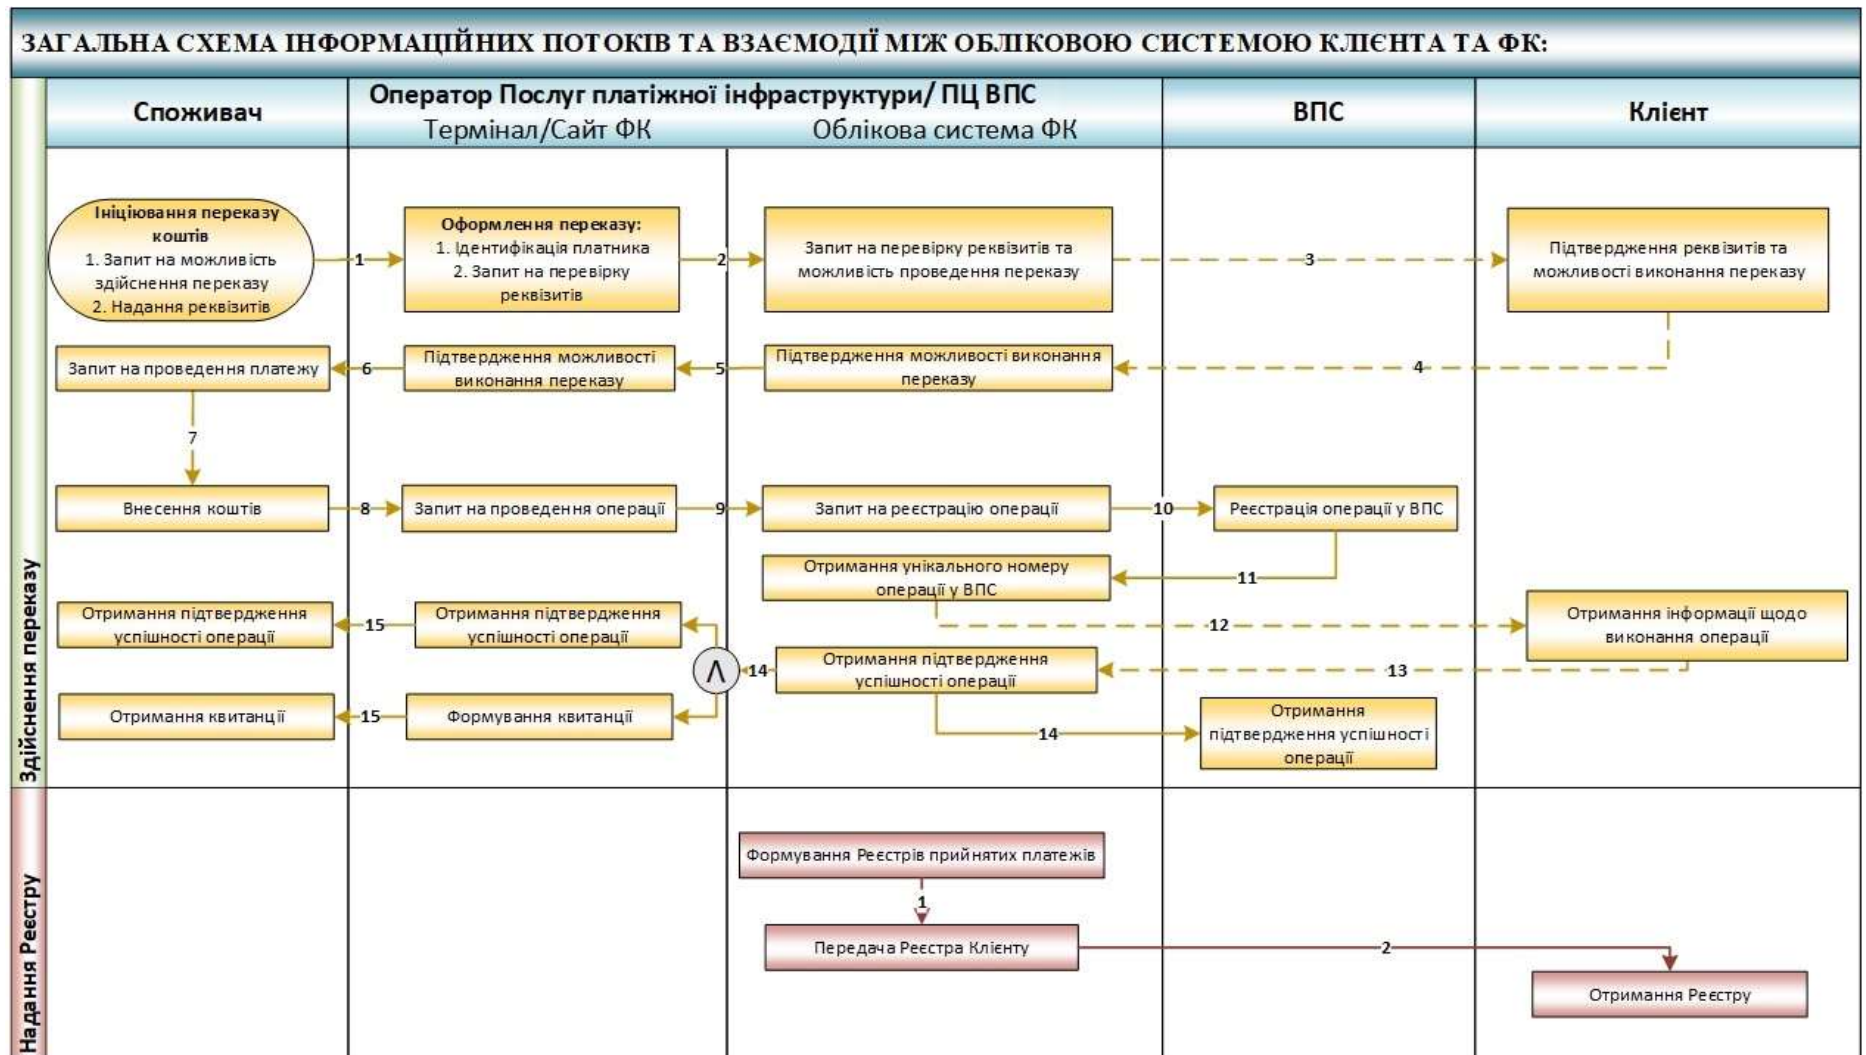 ЗАГАЛЬНА СХЕМА ІНФОРМАЦІЙНИХ ПОТОКІВ ТА ВЗАЄМОДІЇ МІЖ ОБЛІКОВОЮ СИСТЕМОЮ КЛІЄНТА ТА ФК:
Споживач
Оператор Послуг платіжної інфраструктури/ ПЦ ВПС
Термінал/Сайт ФК
Облікова система ФК
ВПС
Клієнт
Здійснення переказу
Ініціювання переказу
коштів
1. Запит на можливість
здійснення переказу
2. Надання реквізитів
1
Оформлення переказу:
1. Ідентифікація платника
2. Запит на перевірку
реквізитів
2
Запит на перевірку реквізитів та
можливість проведення переказу
3
Підтвердження реквізитів та
можливості виконання переказу
Запит на проведення платежу
6
Підтвердження можливості
виконання переказу
5
Підтвердження можливості виконання
переказу
4
7
Внесення коштів
8
Запит на проведення операції
9
Запит на реєстрацію операції
10
Реєстрація операції у ВПС
Отримання унікального номеру
операції у ВПС
11
Отримання підтвердження
успішності операції
15
Отримання підтвердження
успішності операції
12
Отримання інформації щодо
виконання операції
Λ
14
Отримання підтвердження
успішності операції
13
Отримання квитанції
15
Формування квитанції
14
Отримання
підтвердження успішності
операції
Надання Реєстру
Формування Реєстрів прийнятих платежів
1
Передача Реєстра Клієнту
2
Отримання Реєстру